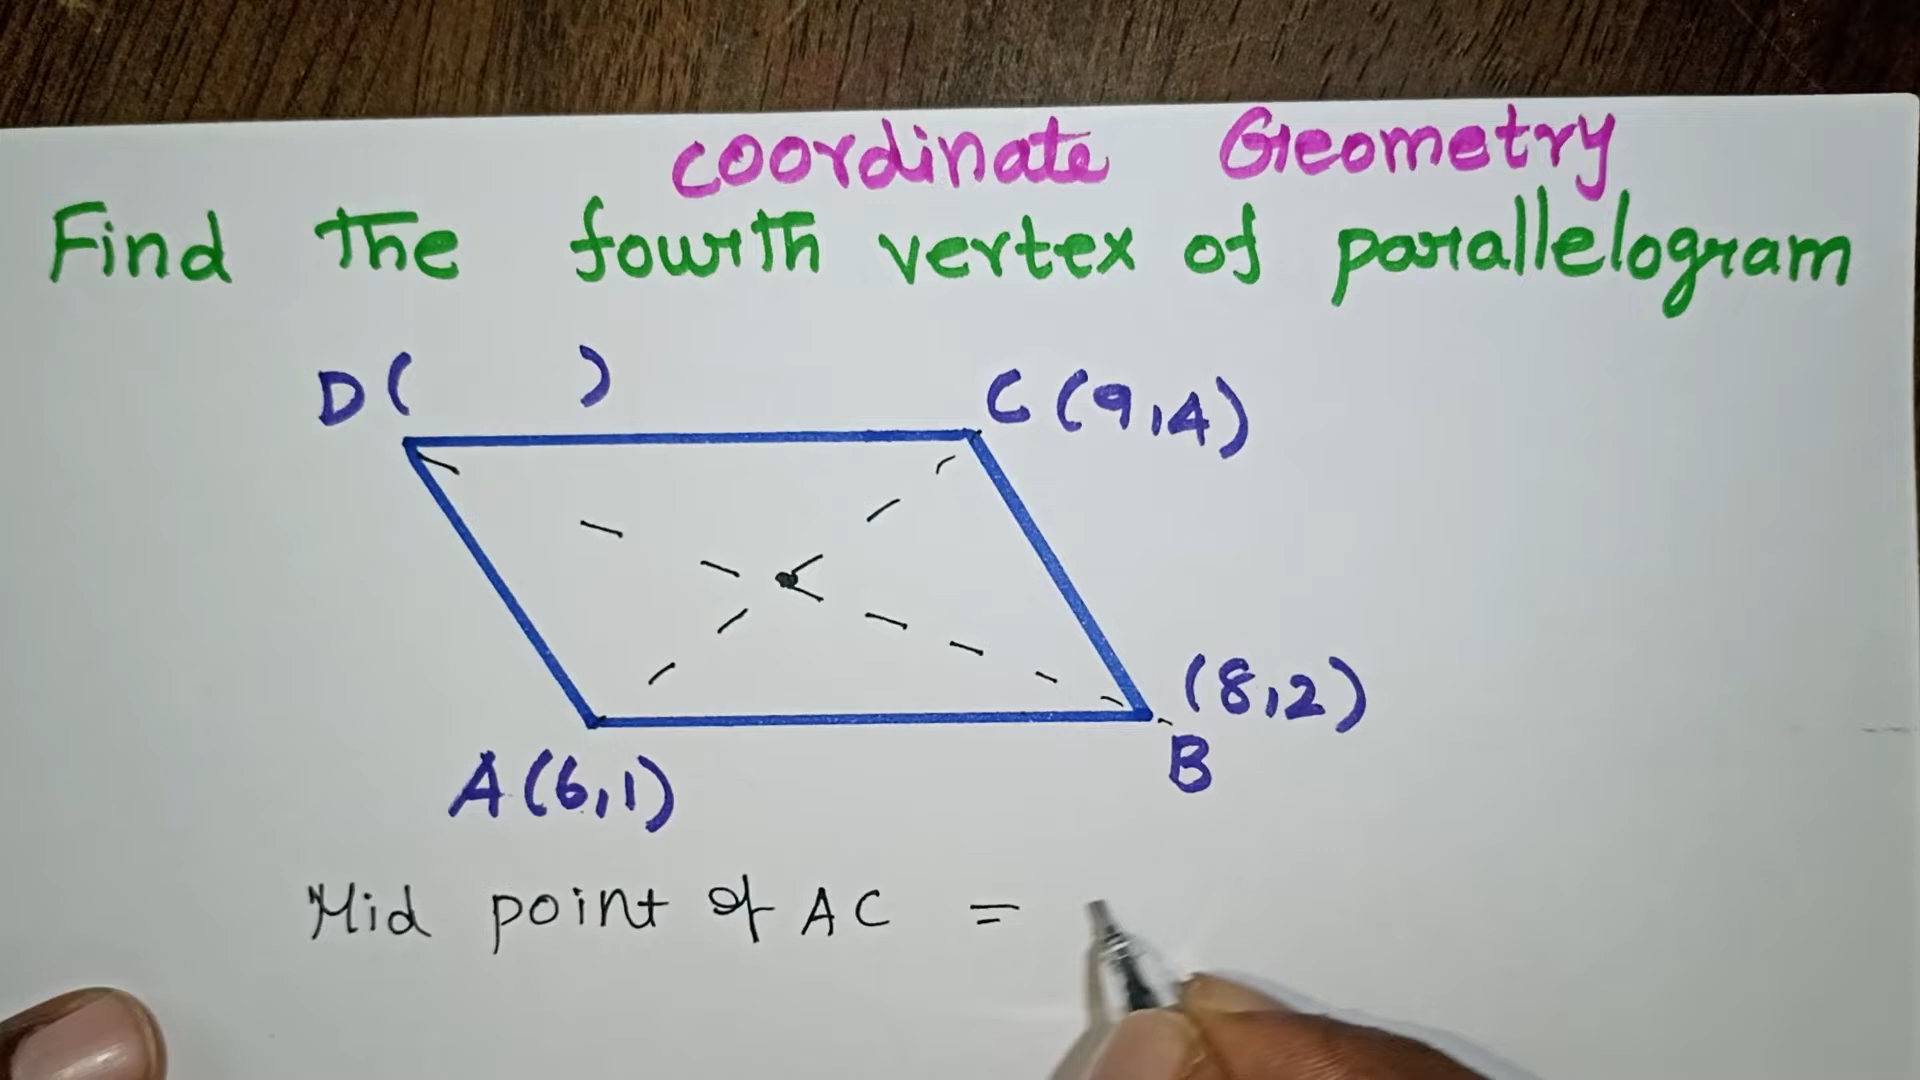 coordinate Geometry
Find The fourth vertex of parallelogram
D(      )
C (9,4)
(8,2)
B
A(6,1)
Mid point of AC =